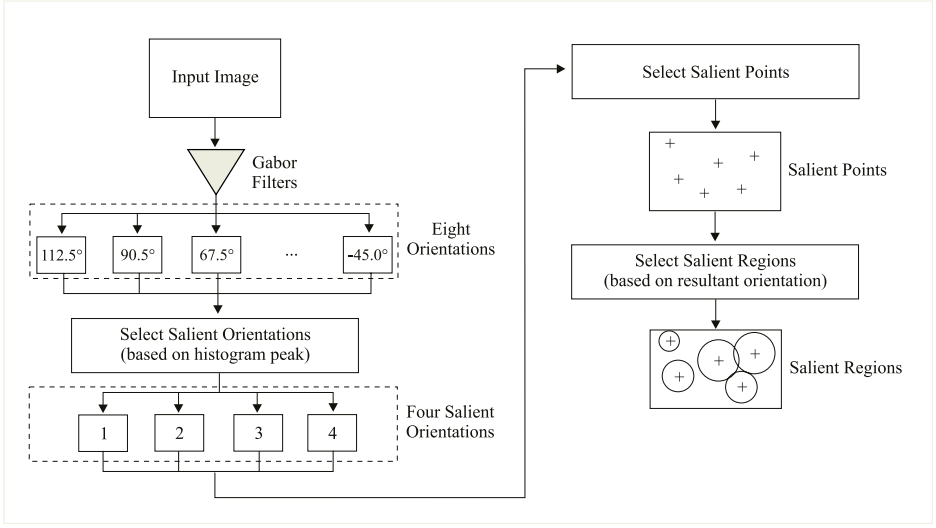 Input Image
Gabor
Filters
Eight
Orientations
112.5°
90.5°
67.5°
...
-45.0°
Select Salient Orientations
(based on histogram peak)
Four Salient
Orientations
1
2
3
4
Select Salient Points
Salient Points
Select Salient Regions
(based on resultant orientation)
Salient Regions